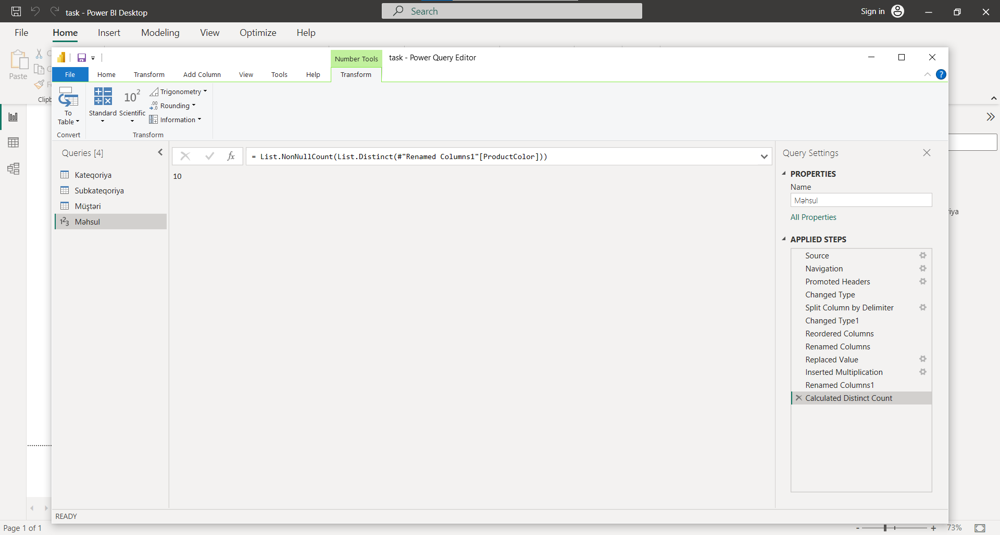 task - Power BI Desktop
Search
Sign in
File Home Insert Modeling View Optimize Help
Paste
task - Power Query Editor
Number Tools
File Home Transform Add Column View Tools Help Transform
To Table
Convert
Standard
Scientific
10²
Trigonometry
Rounding
Information
Transform
Queries [4]
Kateqoriya
Subkateqoriya
Müştəri
Məhsul
fx
= List.NonNullCount(List.Distinct(#"Renamed Columns1"[ProductColor]))
10
Query Settings
PROPERTIES
Name
Məhsul
All Properties
APPLIED STEPS
Source
Navigation
Promoted Headers
Changed Type
Split Column by Delimiter
Changed Type1
Reordered Columns
Renamed Columns
Replaced Value
Inserted Multiplication
Renamed Columns1
Calculated Distinct Count
READY
Page 1 of 1
73%